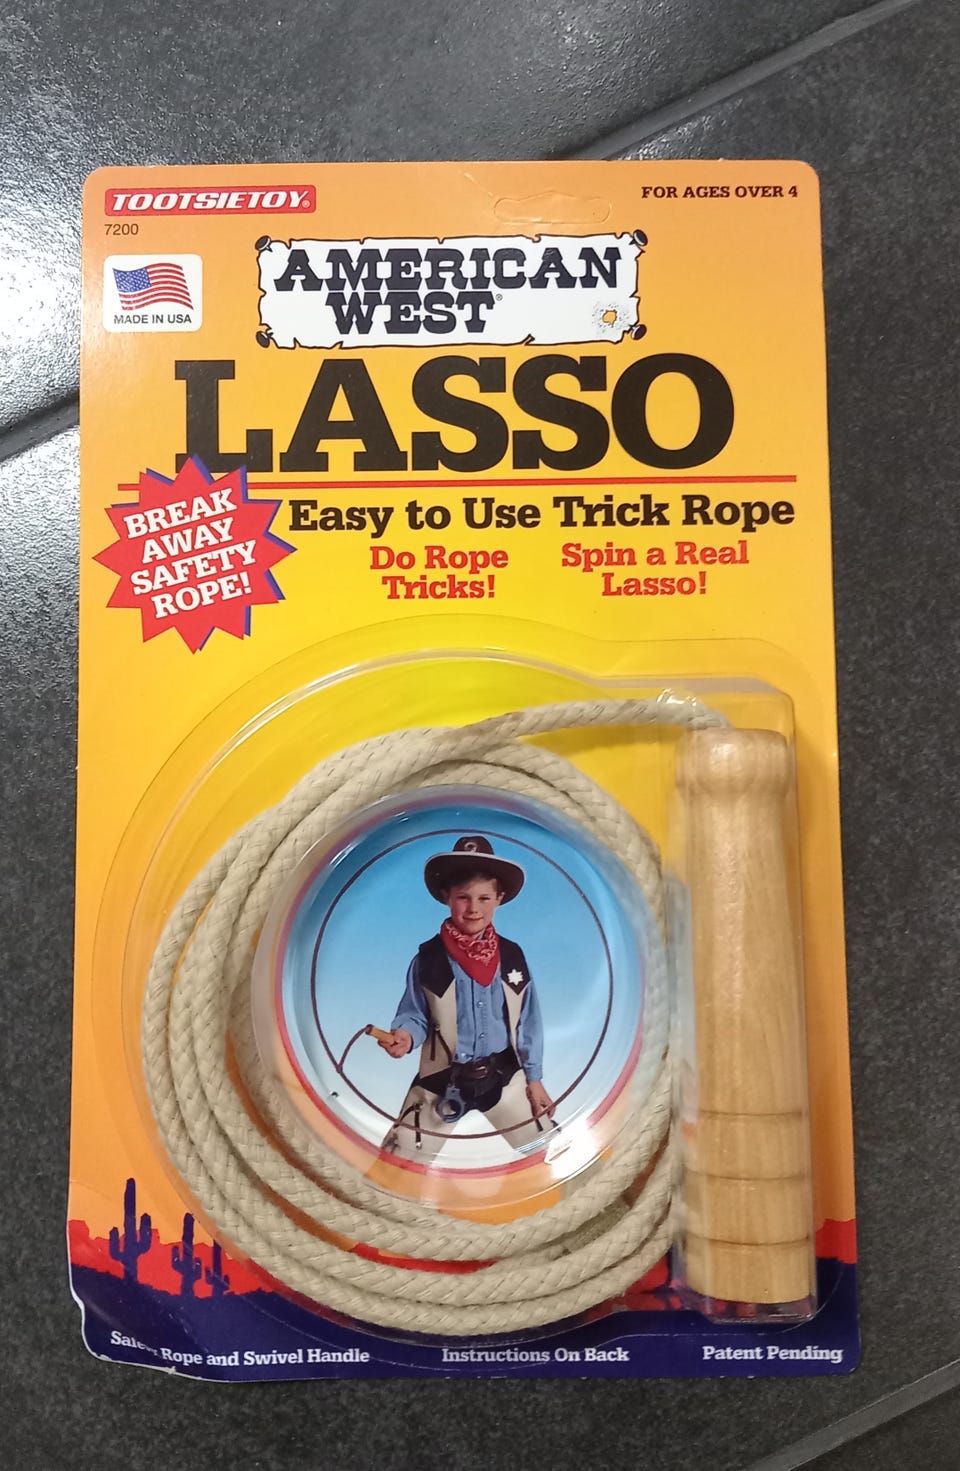 TOOTSIETOY®
FOR AGES OVER 4
7200
AMERICAN
WEST®
MADE IN USA
LASSO
BREAK
AWAY
SAFETY
ROPE!
Easy to Use Trick Rope
Do Rope
Tricks!
Spin a Real
Lasso!
Rope and Swivel Handle
Instructions On Back
Patent Pending